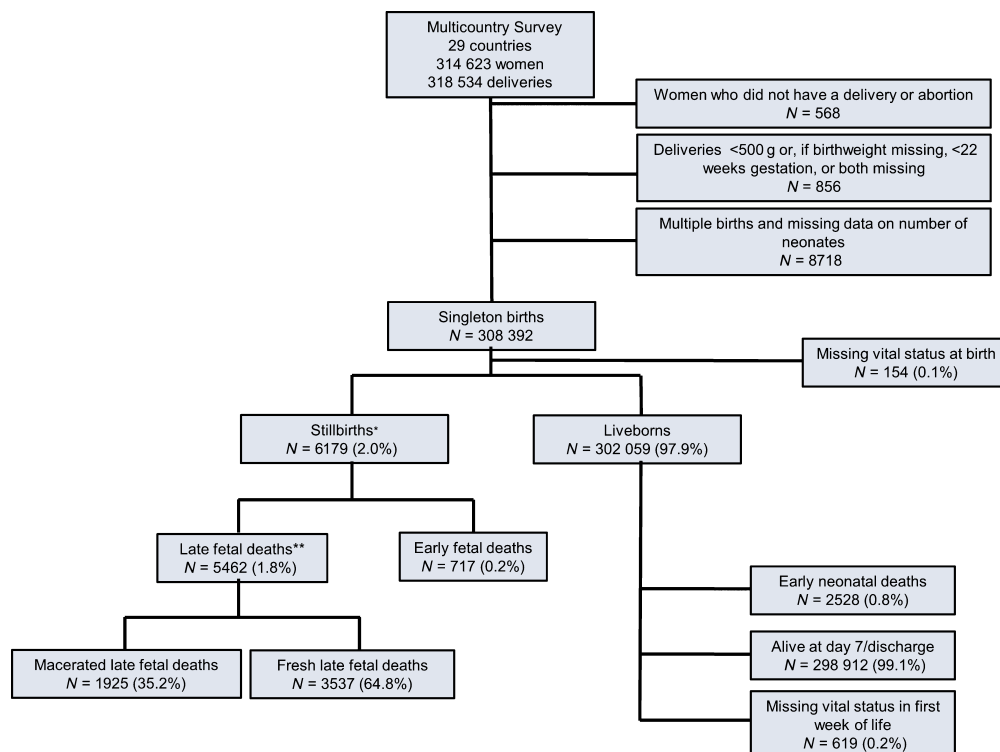 Multicountry Survey
29 countries
314 623 women
318 534 deliveries
Women who did not have a delivery or abortion
N = 568
Deliveries <500 g or, if birthweight missing, <22
weeks gestation, or both missing
N = 856
Multiple births and missing data on number of
neonates
N = 8718
Singleton births
N = 308 392
Missing vital status at birth
N = 154 (0.1%)
Stillbirths*
N = 6179 (2.0%)
Liveborns
N = 302 059 (97.9%)
Late fetal deaths**
N = 5462 (1.8%)
Early fetal deaths
N = 717 (0.2%)
Early neonatal deaths
N = 2528 (0.8%)
Alive at day 7/discharge
N = 298 912 (99.1%)
Macerated late fetal deaths
N = 1925 (35.2%)
Fresh late fetal deaths
N = 3537 (64.8%)
Missing vital status in first
week of life
N = 619 (0.2%)